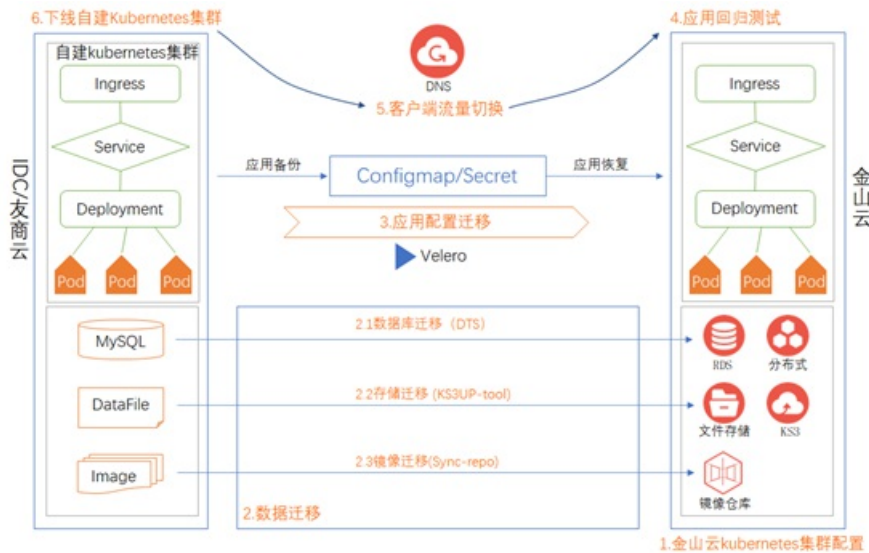 6.下线自建Kubernetes集群
4.应用回归测试
自建kubernetes集群
Ingress
Service
Deployment
Pod
Pod
Pod
IDC/友商云
DNS
5.客户端流量切换
应用备份
Configmap/Secret
应用恢复
3.应用配置迁移
Velero
Ingress
Service
Deployment
Pod
Pod
Pod
金山云
MySQL
2.1数据库迁移（DTS）
RDS
分布式
DataFile
2.2存储迁移 (KS3UP-tool)
文件存储
KS3
Image
2.3镜像迁移(Sync-repo)
镜像仓库
2.数据迁移
1.金山云kubernetes集群配置